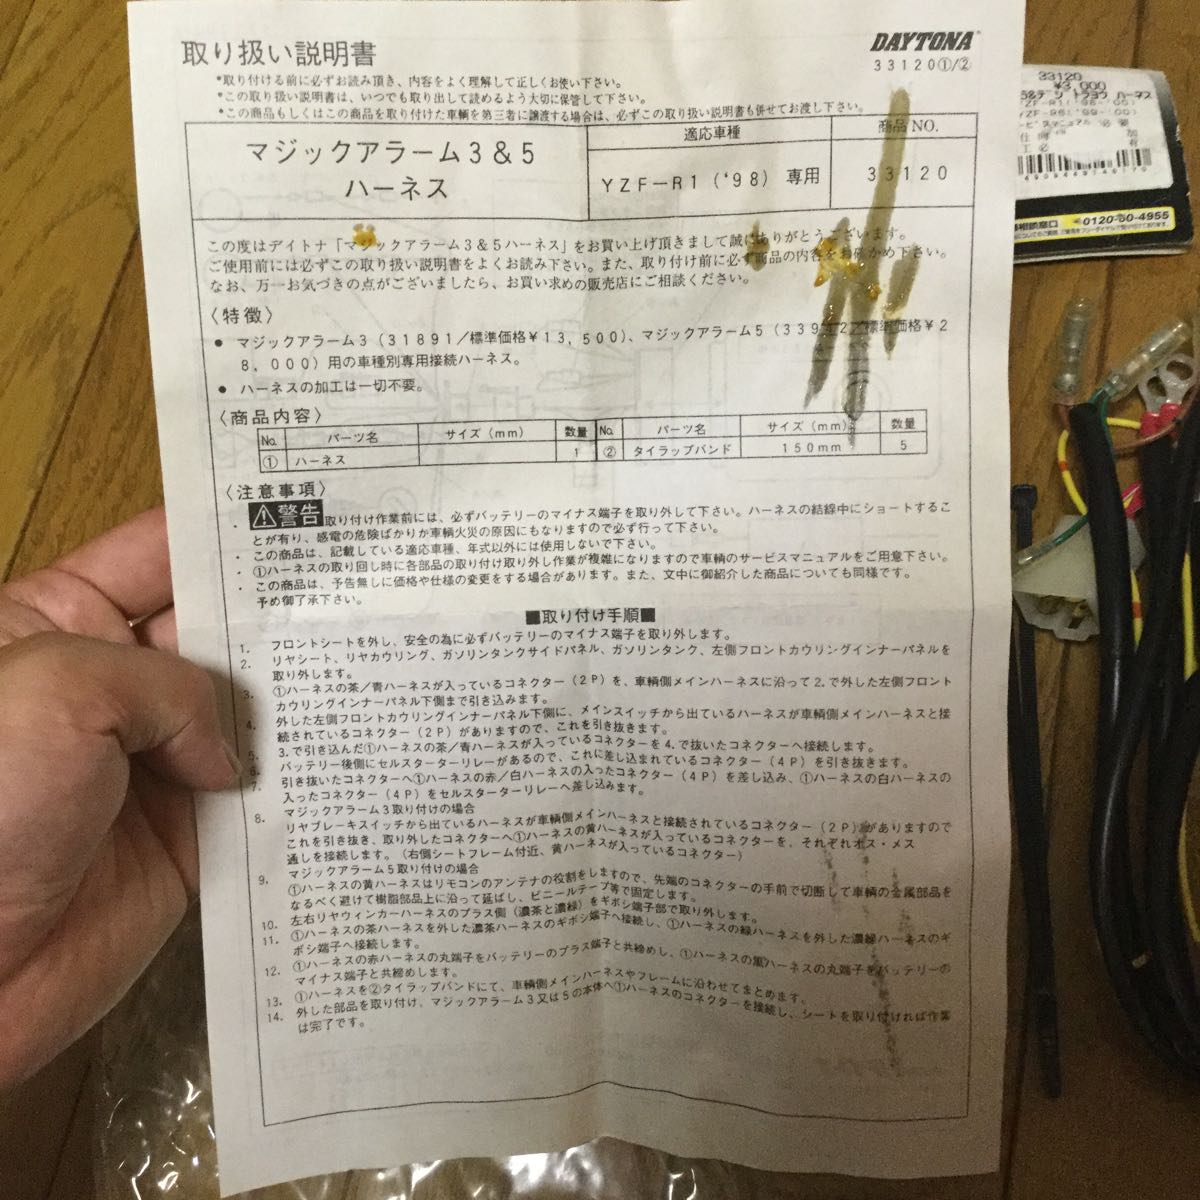 取り扱い説明書
DAYTONA
33120①/②
*取り付ける前に必ずお読み頂き、内容をよく理解して正しくお使い下さい。
*この取り扱い説明書は、いつでも取り出して読めるよう大切に保管して下さい。
*この商品もしくはこの商品を取り付けた車輌を第三者に譲渡する場合は、必ずこの取り扱い説明書も併せてお渡し下さい。
マジックアラーム3&5
ハーネス
適応車種
商品NO.
YZF-R1('98) 専用
33120
この度はデイトナ「マジックアラーム3&5ハーネス」をお買い上げ頂きまして誠にありがとうございます。
ご使用前には必ずこの取り扱い説明書をよくお読み下さい。また、取り付け前に必ず商品の内容をお確かめ下さい。
なお、万一お気づきの点がございましたら、お買い求めの販売店にご相談ください。
〈特徴〉
● マジックアラーム3(31891/標準価格¥13,500)、マジックアラーム5(33942/標準価格¥2
8,000)用の車種別専用接続ハーネス。
● ハーネスの加工は一切不要。
〈商品内容〉
No. パーツ名 サイズ(mm) 数量 No. パーツ名 サイズ(mm) 数量
① ハーネス 1 ② タイラップバンド 150mm 5
〈注意事項〉
・ 警告 取り付け作業前には、必ずバッテリーのマイナス端子を取り外して下さい。ハーネスの結線中にショートするこ
とが有り、感電の危険ばかりか車輌火災の原因にもなりますので必ず行って下さい。
・ この商品は、記載している適応車種、年式以外には使用しないで下さい。
・ ①ハーネスの取り回し時に各部品の取り付け取り外し作業が複雑になりますので車輌のサービスマニュアルをご用意下さい。
・ この商品は、予告無しに価格や仕様の変更をする場合があります。また、文中に御紹介した商品についても同様です。
予め御了承下さい。
■取り付け手順■
1. フロントシートを外し、安全の為に必ずバッテリーのマイナス端子を取り外します。
2. リヤシート、リヤカウリング、ガソリンタンクサイドパネル、ガソリンタンク、左側フロントカウリングインナーパネルを
取り外します。
3. ①ハーネスの茶/青ハーネスが入っているコネクター(2P)を、車輌側メインハーネスに沿って2.で外した左側フロント
カウリングインナーパネル下側まで引き込みます。
4. 外した左側フロントカウリングインナーパネル下側に、メインスイッチから出ているハーネスが車輌側メインハーネスと接
続されているコネクター(2P)がありますので、これを引き抜きます。
5. 3.で引き込んだ①ハーネスの茶/青ハーネスが入っているコネクターを4.で抜いたコネクターへ接続します。
6. バッテリー後側にセルスターターリレーがあるので、これに差し込まれているコネクター(4P)を引き抜きます。
7. 引き抜いたコネクターへ①ハーネスの赤/白ハーネスの入ったコネクター(4P)を差し込み、①ハーネスの白ハーネスの
入ったコネクター(4P)をセルスターターリレーへ差し込みます。
8. マジックアラーム3取り付けの場合
リヤブレーキスイッチから出ているハーネスが車輌側メインハーネスと接続されているコネクター(2P)がありますので
これを引き抜き、取り外したコネクターへ①ハーネスの黄ハーネスが入っているコネクターを、それぞれオス・メス
通しを接続します。(右側シートフレーム付近、黄ハーネスが入っているコネクター)
9. マジックアラーム5取り付けの場合
①ハーネスの黄ハーネスはリモコンのアンテナの役割をしますので、先端のコネクターの手前で切断して車輌の金属部品を
なるべく避けて樹脂部品上に沿って延ばし、ビニールテープ等で固定します。
10. 左右リヤウィンカーハーネスのプラス側(濃茶と濃緑)をギボシ端子部で取り外します。
11. ①ハーネスの茶ハーネスを外した濃茶ハーネスのギボシ端子へ接続し、①ハーネスの緑ハーネスを外した濃緑ハーネスのギ
ボシ端子へ接続します。
12. ①ハーネスの赤ハーネスの丸端子をバッテリーのプラス端子と共締めし、①ハーネスの黒ハーネスの丸端子をバッテリーの
マイナス端子と共締めします。
13. ①ハーネスを②タイラップバンドにて、車輌側メインハーネスやフレームに沿わせてまとめます。
14. 外した部品を取り付け、マジックアラーム3又は5の本体へ①ハーネスのコネクターを接続し、シートを取り付ければ作業
は完了です。
33120
¥3,000
0120-60-4955